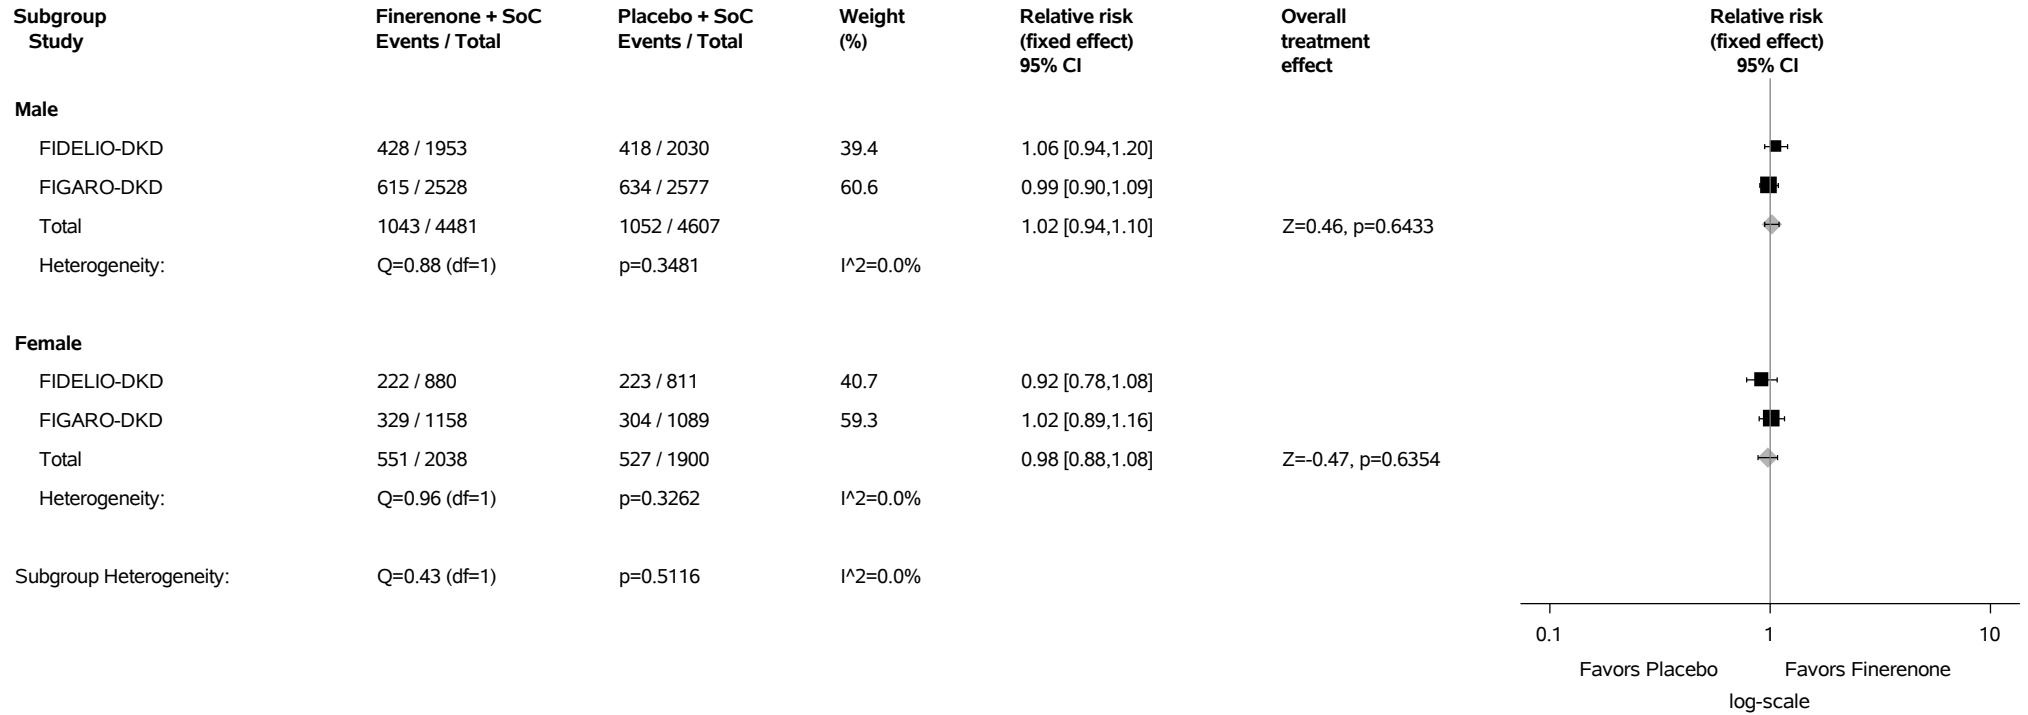 Subgroup Finerenone + SoC Placebo + SoC Weight Relative risk Overall Relative risk
Study Events / Total Events / Total (%) (fixed effect) treatment (fixed effect)
95% CI effect 95% CI
Male
FIDELIO-DKD 428 / 1953 418 / 2030 39.4 1.06 [0.94,1.20]
FIGARO-DKD 615 / 2528 634 / 2577 60.6 0.99 [0.90,1.09]
Total 1043 / 4481 1052 / 4607 1.02 [0.94,1.10] Z=0.46, p=0.6433
Heterogeneity: Q=0.88 (df=1) p=0.3481 I^2=0.0%
Female
FIDELIO-DKD 222 / 880 223 / 811 40.7 0.92 [0.78,1.08]
FIGARO-DKD 329 / 1158 304 / 1089 59.3 1.02 [0.89,1.16]
Total 551 / 2038 527 / 1900 0.98 [0.88,1.08] Z=-0.47, p=0.6354
Heterogeneity: Q=0.96 (df=1) p=0.3262 I^2=0.0%
Subgroup Heterogeneity: Q=0.43 (df=1) p=0.5116 I^2=0.0%
0.1 1 10
Favors Placebo Favors Finerenone
log-scale